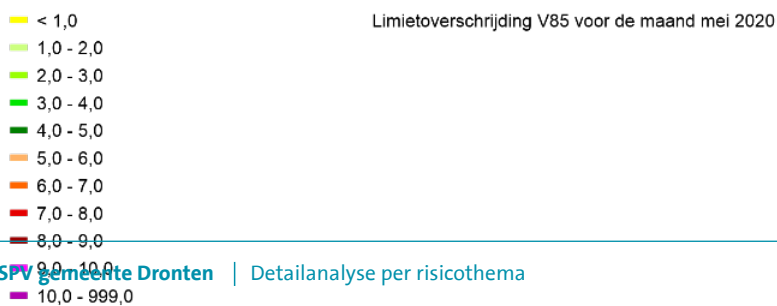 < 1,0
Limietoverschrijding V85 voor de maand mei 2020
1,0 - 2,0
2,0 - 3,0
3,0 - 4,0
4,0 - 5,0
5,0 - 6,0
6,0 - 7,0
7,0 - 8,0
8,0 - 9,0
9,0 - 10,0
SPV gemeente Dronten | Detailanalyse per risicothema
10,0 - 999,0